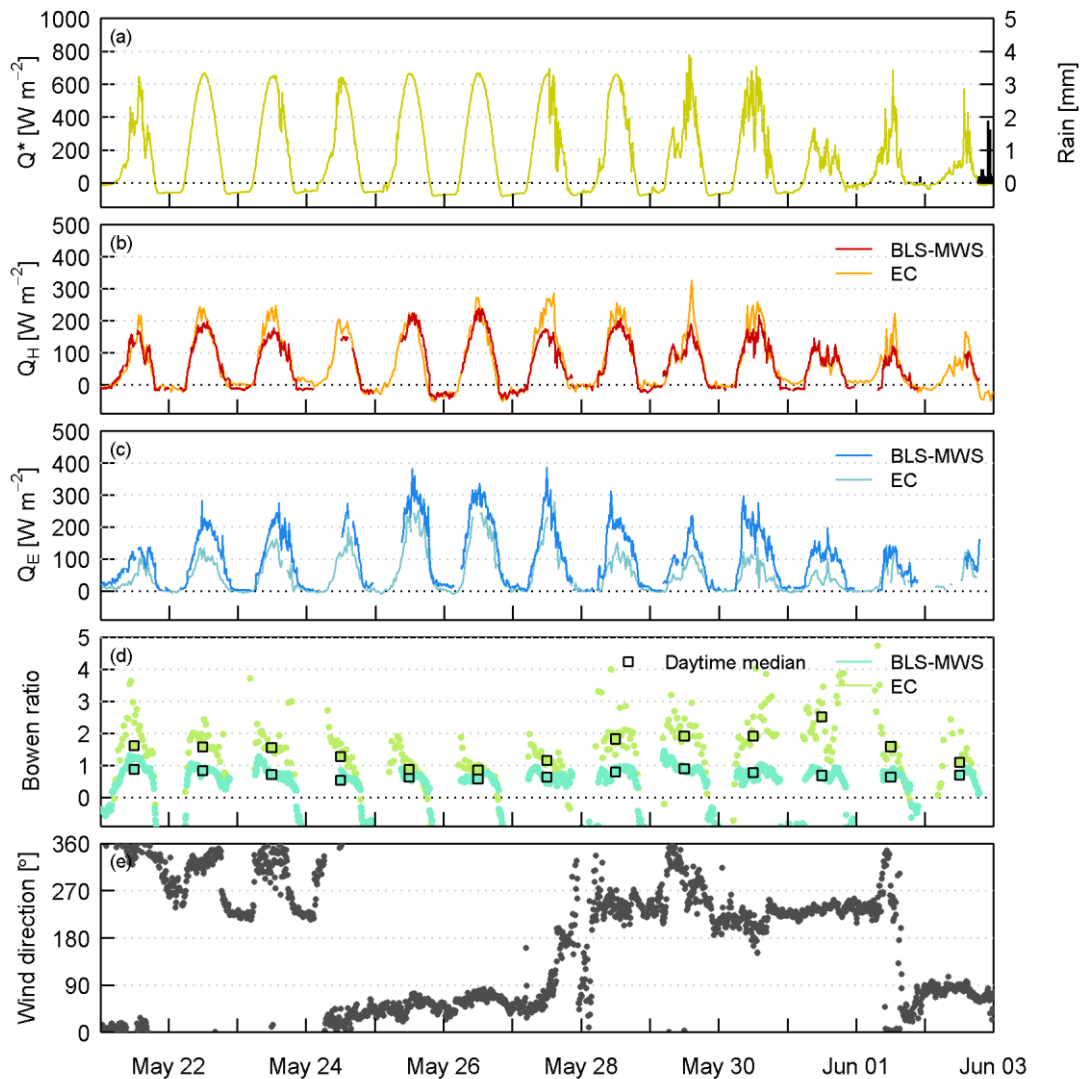 (a)
Q* [W m−2]
1000
800
600
400
200
0
5
4
3
2
1
0
Rain [mm]
(b)
QH [W m−2]
500
400
300
200
100
0
BLS-MWS
EC
(c)
QE [W m−2]
500
400
300
200
100
0
BLS-MWS
EC
(d)
Bowen ratio
5
4
3
2
1
0
Daytime median
BLS-MWS
EC
(e)
Wind direction [º]
360
270
180
90
0
May 22 May 24 May 26 May 28 May 30 Jun 01 Jun 03